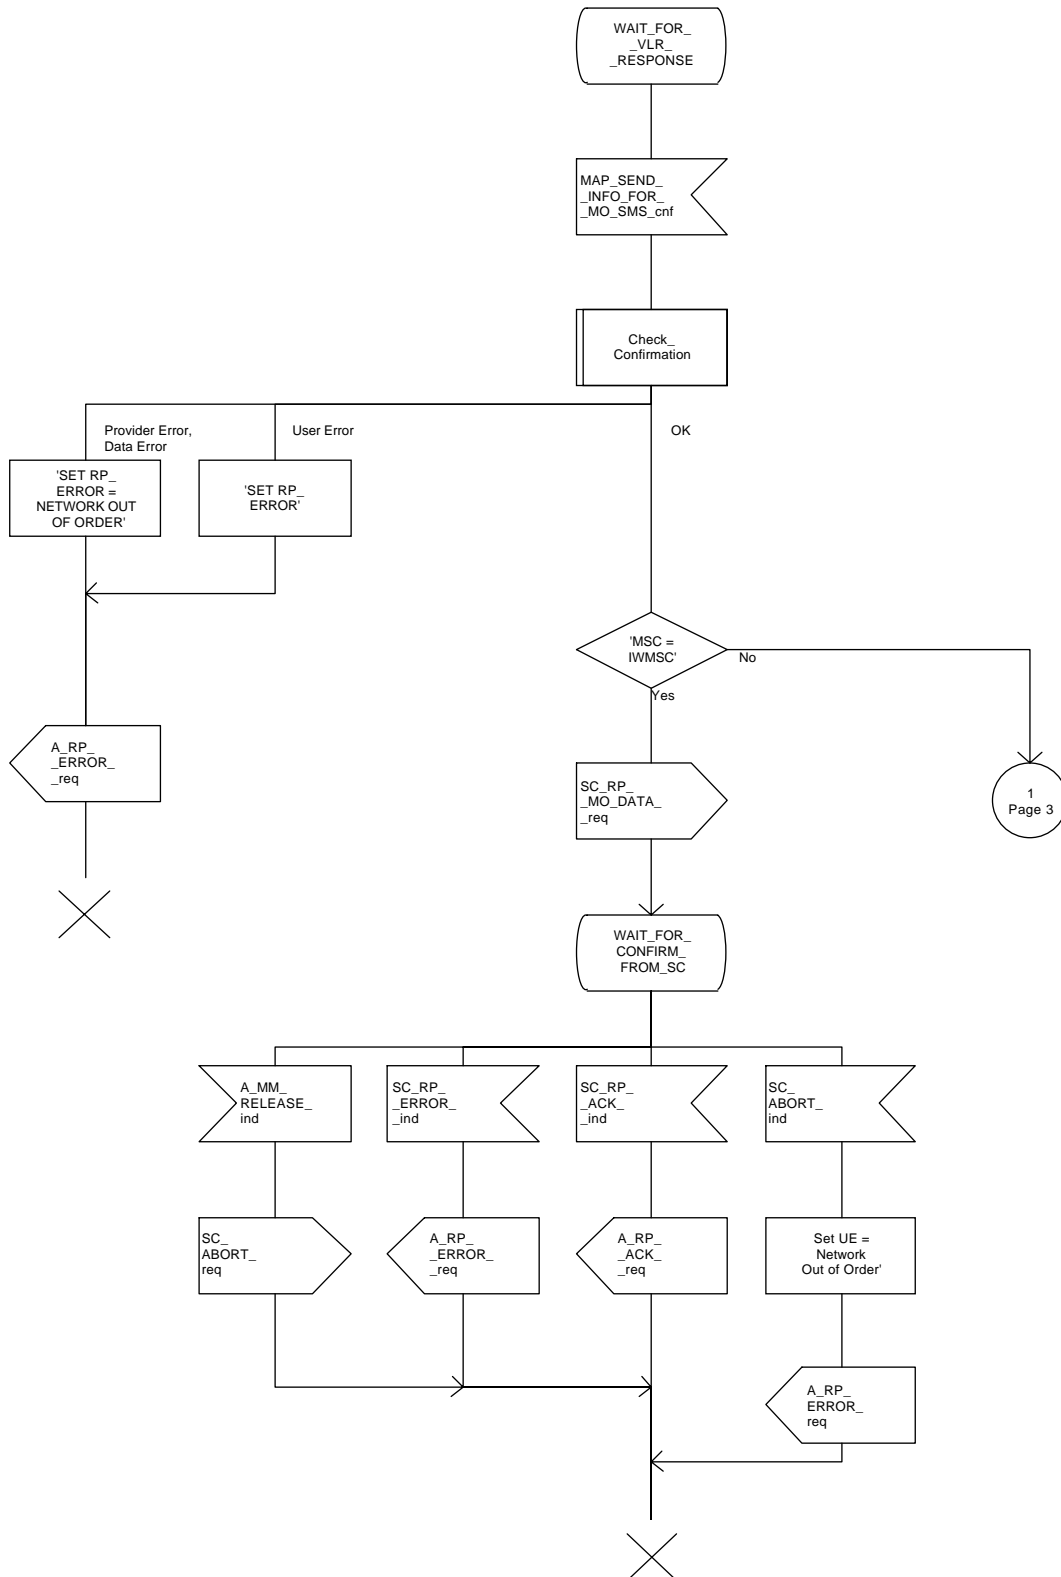 WAIT_FOR_
_VLR_
_RESPONSE
MAP_SEND_
_INFO_FOR_
_MO_SMS_cnf
Check_
Confirmation
Provider Error,
Data Error
User Error
OK
'SET RP_
ERROR =
NETWORK OUT
OF ORDER'
'SET RP_
ERROR'
'MSC =
IWMSC'
No
Yes
A_RP_
_ERROR_
_req
SC_RP_
_MO_DATA_
_req
1
Page 3
WAIT_FOR_
CONFIRM_
FROM_SC
A_MM_
RELEASE_
ind
SC_RP_
_ERROR_
_ind
SC_RP_
_ACK_
_ind
SC_
ABORT_
ind
SC_
ABORT_
req
A_RP_
_ERROR_
_req
A_RP_
_ACK_
_req
Set UE =
Network
Out of Order'
A_RP_
ERROR_
req